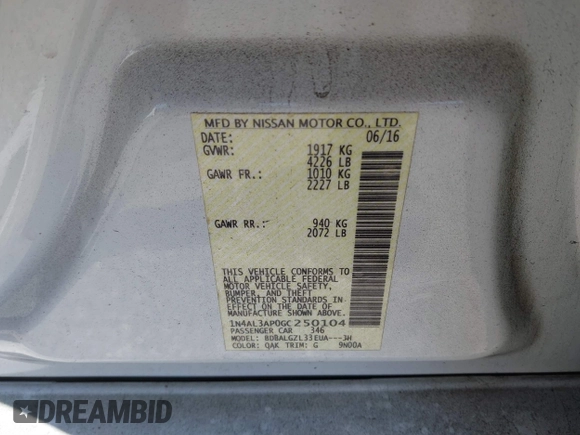 MFD BY NISSAN MOTOR CO., LTD.
DATE: 06/16
GVWR: 1917 KG
4226 LB
GAWR FR.: 1010 KG
2227 LB
GAWR RR.: 940 KG
2072 LB
THIS VEHICLE CONFORMS TO
ALL APPLICABLE FEDERAL
MOTOR VEHICLE SAFETY,
BUMPER, AND THEFT
PREVENTION STANDARDS IN
EFFECT ON THE DATE OF
MANUFACTURE SHOWN ABOVE.
1N4AL3AP0GC250104
PASSENGER CAR 346
MODEL: BDBALGZL33EUA---JH
COLOR: QAK TRIM: G 9N00A
DREAMBID